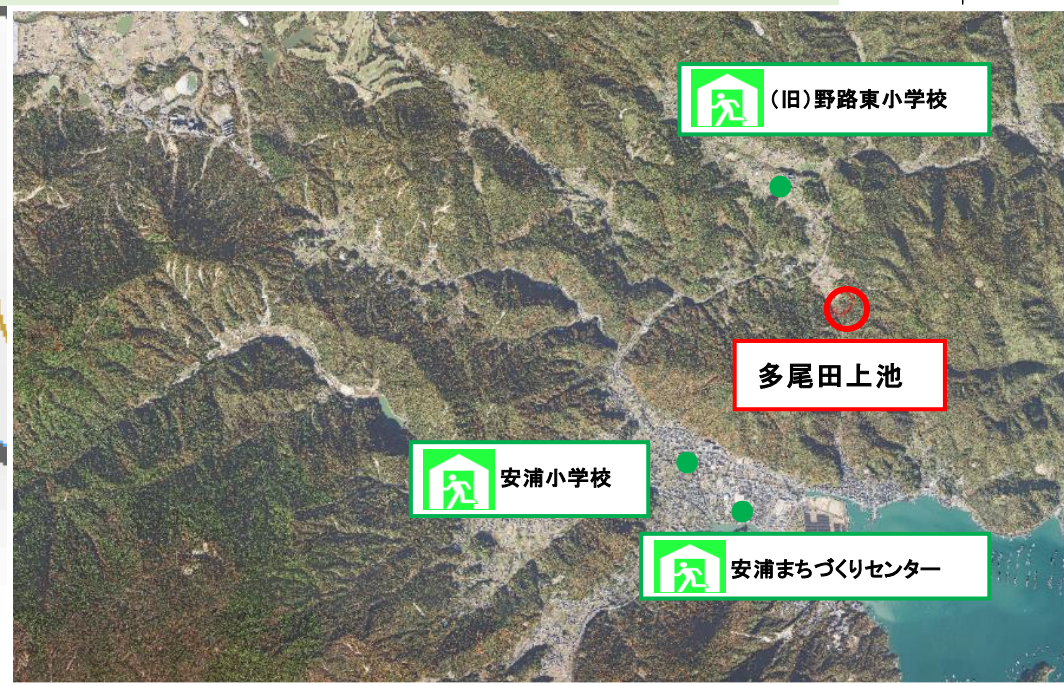 (旧)野路東小学校
多尾田上池
安浦小学校
安浦まちづくりセンター